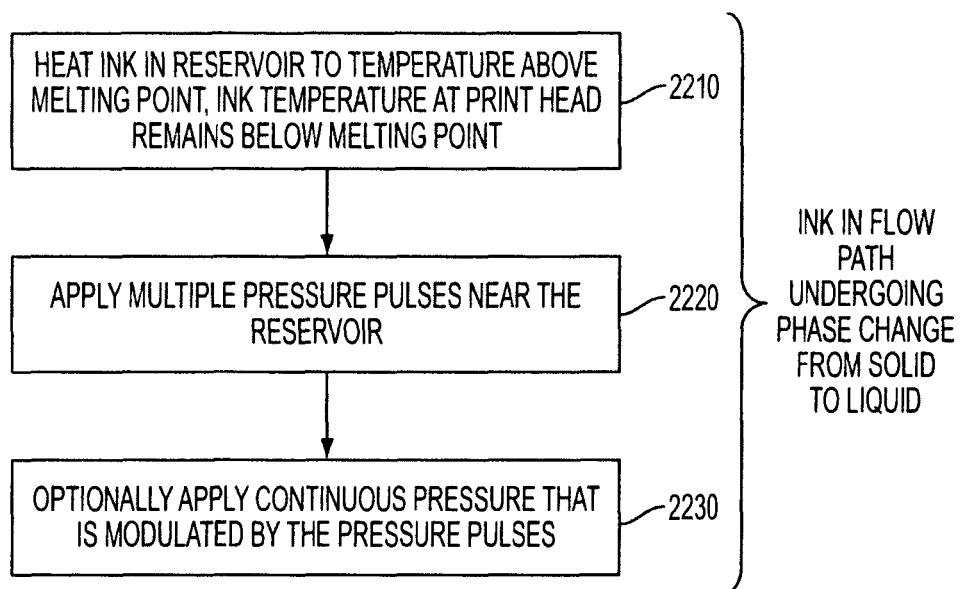 HEAT INK IN RESERVOIR TO TEMPERATURE ABOVE
MELTING POINT, INK TEMPERATURE AT PRINT HEAD
REMAINS BELOW MELTING POINT
2210
APPLY MULTIPLE PRESSURE PULSES NEAR THE
RESERVOIR
2220
OPTIONALLY APPLY CONTINUOUS PRESSURE THAT
IS MODULATED BY THE PRESSURE PULSES
2230
INK IN FLOW
PATH
UNDERGOING
PHASE CHANGE
FROM SOLID
TO LIQUID